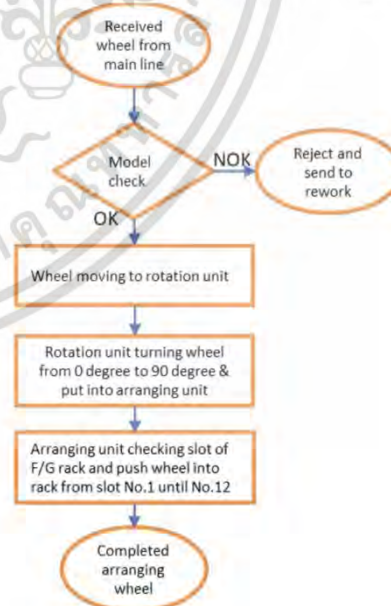 Received
wheel from
main line
Model
check
NOK
Reject and
send to
rework
OK
Wheel moving to rotation unit
Rotation unit turning wheel
from 0 degree to 90 degree &
put into arranging unit
Arranging unit checking slot of
F/G rack and push wheel into
rack from slot No.1 until No.12
Completed
arranging
wheel